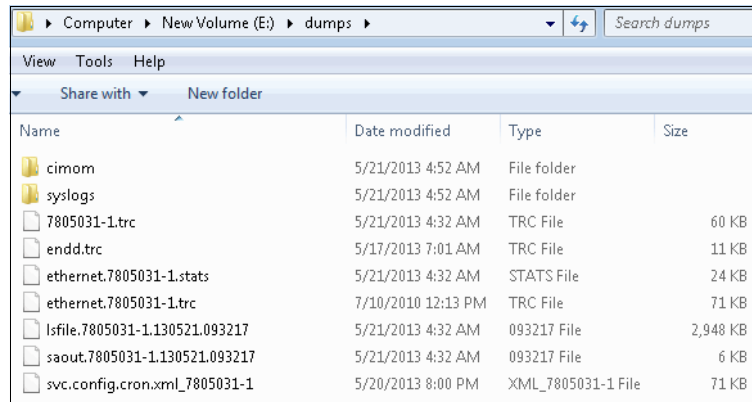 Computer New Volume (E:) dumps Search dumps
View Tools Help
Share with New folder
Name Date modified Type Size
cimom 5/21/2013 4:52 AM File folder
syslogs 5/21/2013 4:52 AM File folder
7805031-1.trc 5/21/2013 4:32 AM TRC File 60 KB
endd.trc 5/17/2013 7:01 AM TRC File 11 KB
ethernet.7805031-1.stats 5/21/2013 4:32 AM STATS File 24 KB
ethernet.7805031-1.trc 7/10/2010 12:13 PM TRC File 71 KB
lsfile.7805031-1.130521.093217 5/21/2013 4:32 AM 093217 File 2,948 KB
saout.7805031-1.130521.093217 5/21/2013 4:32 AM 093217 File 6 KB
svc.config.cron.xml_7805031-1 5/20/2013 8:00 PM XML_7805031-1 File 71 KB